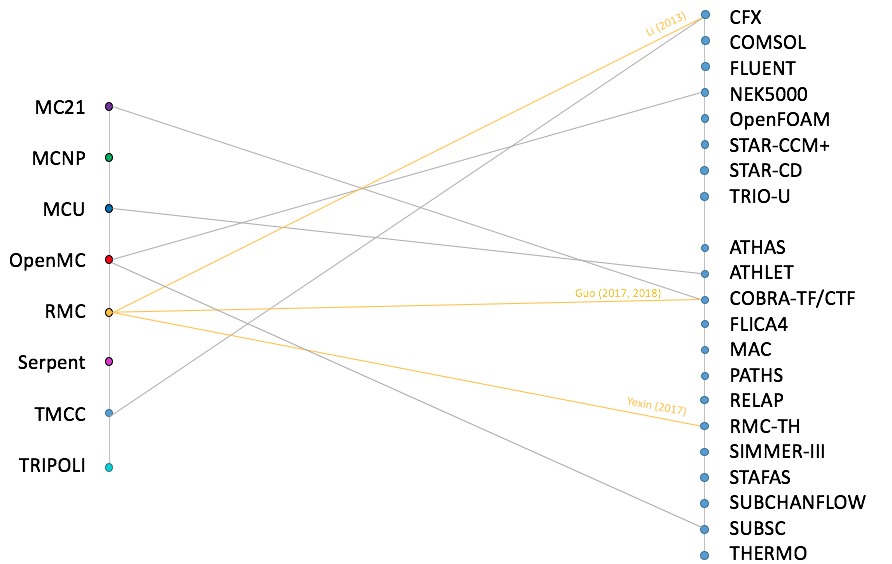 MC21
MCNP
MCU
OpenMC
RMC
Serpent
TMCC
TRIPOLI
Li (2013)
Guo (2017, 2018)
Yexin (2017)
CFX
COMSOL
FLUENT
NEK5000
OpenFOAM
STAR-CCM+
STAR-CD
TRIO-U
ATHAS
ATHLET
COBRA-TF/CTF
FLICA4
MAC
PATHS
RELAP
RMC-TH
SIMMER-III
STAFAS
SUBCHANFLOW
SUBSC
THERMO